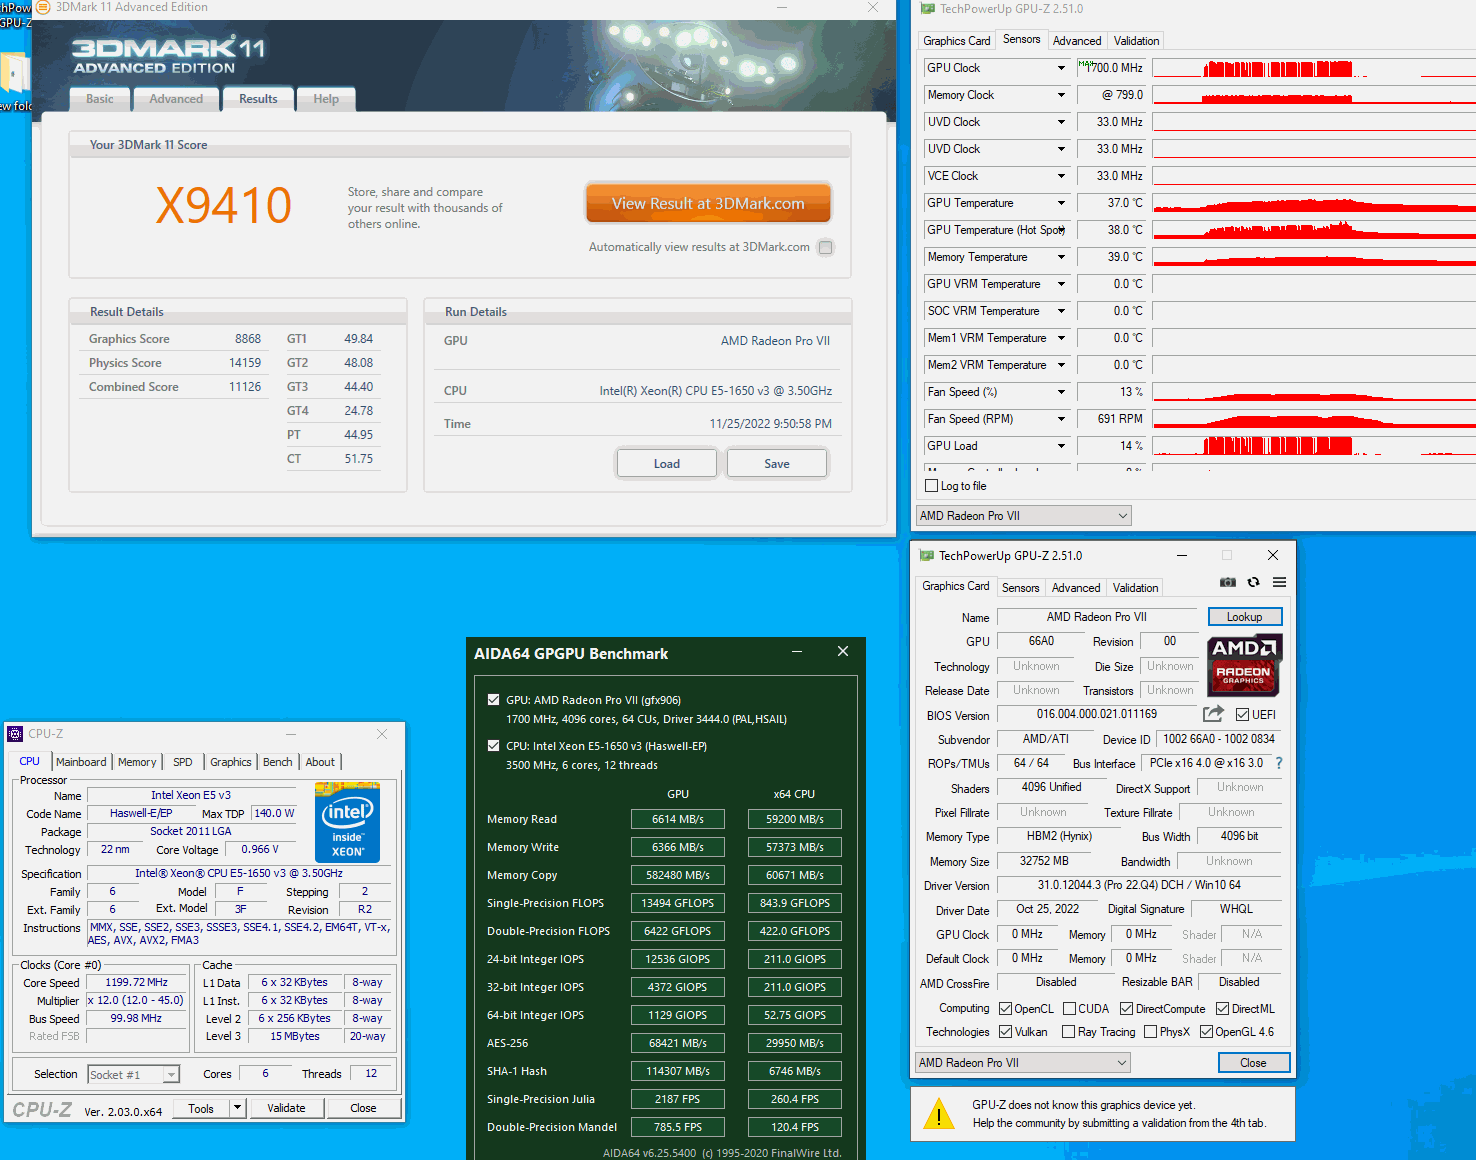 GPU-Z
3DMark 11 Advanced Edition
3DMARK 11
ADVANCED EDITION
Basic
Advanced
Results
Help
Your 3DMark 11 Score
X9410
Store, share and compare
your result with thousands of
others online.
View Result at 3DMark.com
Automatically view results at 3DMark.com
Result Details
Graphics Score 8868 GT1 49.84
Physics Score 14159 GT2 48.08
Combined Score 11126 GT3 44.40
GT4 24.78
PT 44.95
CT 51.75
Run Details
GPU AMD Radeon Pro VII
CPU Intel(R) Xeon(R) CPU E5-1650 v3 @ 3.50GHz
Time 11/25/2022 9:50:58 PM
Load Save
TechPowerUp GPU-Z 2.51.0
Graphics Card Sensors Advanced Validation
GPU Clock MAX 1700.0 MHz
Memory Clock @ 799.0
UVD Clock 33.0 MHz
UVD Clock 33.0 MHz
VCE Clock 33.0 MHz
GPU Temperature 37.0 °C
GPU Temperature (Hot Spot) 38.0 °C
Memory Temperature 39.0 °C
GPU VRM Temperature 0.0 °C
SOC VRM Temperature 0.0 °C
Mem1 VRM Temperature 0.0 °C
Mem2 VRM Temperature 0.0 °C
Fan Speed (%) 13 %
Fan Speed (RPM) 691 RPM
GPU Load 14 %
Log to file
AMD Radeon Pro VII
TechPowerUp GPU-Z 2.51.0
Graphics Card Sensors Advanced Validation
Name AMD Radeon Pro VII Lookup
GPU 66A0 Revision 00
AMD
RADEON
GRAPHICS
Technology Unknown Die Size Unknown
Release Date Unknown Transistors Unknown
BIOS Version 016.004.000.021.011169 UEFI
Subvendor AMD/ATI Device ID 1002 66A0 - 1002 0834
ROPs/TMUs 64 / 64 Bus Interface PCIe x16 4.0 @ x16 3.0 ?
Shaders 4096 Unified DirectX Support Unknown
Pixel Fillrate Unknown Texture Fillrate Unknown
Memory Type HBM2 (Hynix) Bus Width 4096 bit
Memory Size 32752 MB Bandwidth Unknown
Driver Version 31.0.12044.3 (Pro 22.Q4) DCH / Win10 64
Driver Date Oct 25, 2022 Digital Signature WHQL
GPU Clock 0 MHz Memory 0 MHz Shader N/A
Default Clock 0 MHz Memory 0 MHz Shader N/A
AMD CrossFire Disabled Resizable BAR Disabled
Computing OpenCL CUDA DirectCompute DirectML
Technologies Vulkan Ray Tracing PhysX OpenGL 4.6
AMD Radeon Pro VII Close
GPU-Z does not know this graphics device yet.
Help the community by submitting a validation from the 4th tab.
AIDA64 GPGPU Benchmark
GPU: AMD Radeon Pro VII (gfx906)
1700 MHz, 4096 cores, 64 CUs, Driver 3444.0 (PAL,HSAIL)
CPU: Intel Xeon E5-1650 v3 (Haswell-EP)
3500 MHz, 6 cores, 12 threads
GPU x64 CPU
Memory Read 6614 MB/s 59200 MB/s
Memory Write 6366 MB/s 57373 MB/s
Memory Copy 582480 MB/s 60671 MB/s
Single-Precision FLOPS 13494 GFLOPS 843.9 GFLOPS
Double-Precision FLOPS 6422 GFLOPS 422.0 GFLOPS
24-bit Integer IOPS 12536 GIOPS 211.0 GIOPS
32-bit Integer IOPS 4372 GIOPS 211.0 GIOPS
64-bit Integer IOPS 1129 GIOPS 52.75 GIOPS
AES-256 68421 MB/s 29950 MB/s
SHA-1 Hash 114307 MB/s 6746 MB/s
Single-Precision Julia 2187 FPS 260.4 FPS
Double-Precision Mandel 785.5 FPS 120.4 FPS
AIDA64 v6.25.5400 (c) 1995-2020 FinalWire Ltd.
CPU-Z
CPU Mainboard Memory SPD Graphics Bench About
Processor
Name Intel Xeon E5 v3
Code Name Haswell-E/EP Max TDP 140.0 W
Package Socket 2011 LGA
Technology 22 nm Core Voltage 0.966 V
intel
inside™
XEON®
Specification Intel® Xeon® CPU E5-1650 v3 @ 3.50GHz
Family 6 Model F Stepping 2
Ext. Family 6 Ext. Model 3F Revision R2
Instructions MMX, SSE, SSE2, SSE3, SSSE3, SSE4.1, SSE4.2, EM64T, VT-x,
AES, AVX, AVX2, FMA3
Clocks (Core #0) Cache
Core Speed 1199.72 MHz L1 Data 6 x 32 KBytes 8-way
Multiplier x 12.0 (12.0 - 45.0) L1 Inst. 6 x 32 KBytes 8-way
Bus Speed 99.98 MHz Level 2 6 x 256 KBytes 8-way
Rated FSB Level 3 15 MBytes 20-way
Selection Socket #1 Cores 6 Threads 12
CPU-Z Ver. 2.03.0.x64 Tools Validate Close